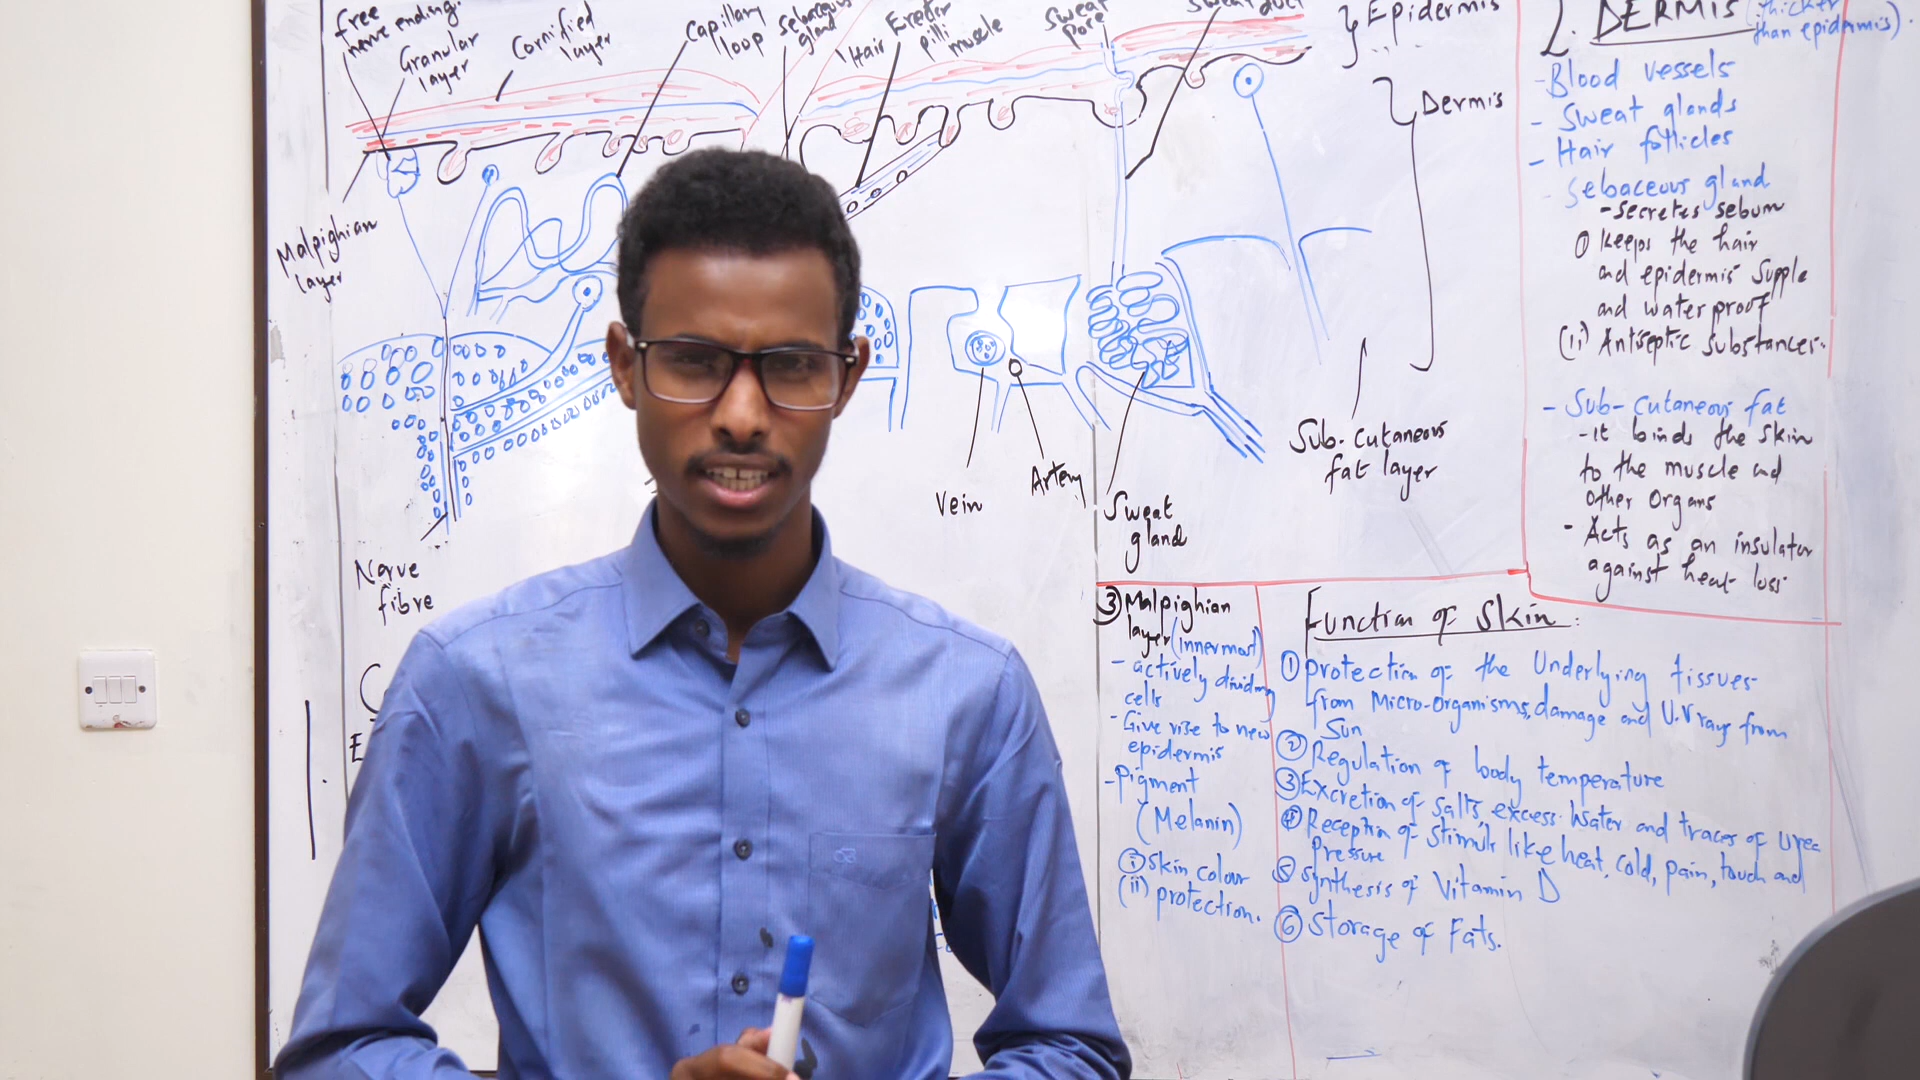 free
nerve ending.
Granular
layer
Cornified
layer
Capillary
loop
Sebaceous
gland
Hair
Erector
pilli
muscle
Sweat
Pore
Sweat duct
Epidermis
Dermis
Malpighian
layer
Nerve
fibre
Vein
Artery
Sweat
gland
Sub-cutaneous
fat layer
2. DERMIS (thicker
than epidermis).
- Blood vessels
- Sweat glands
- Hair follicles
- Sebaceous gland
- Secretes sebum
(i) Keeps the hair
and epidermis supple
and waterproof
(ii) Antiseptic substances.
- Sub-cutaneous fat
- it binds the skin
to the muscle and
other organs
- Acts as an insulator
against heat loss
③ Malpighian
layer (innermost)
- actively dividing
cells
- Give rise to new
epidermis
- Pigment
(Melanin)
(i) Skin colour
(ii) protection.
Function of Skin:
① protection of the Underlying tissues
from Micro-organisms, damage and U.V rays from
Sun
② Regulation of body temperature
③ Excretion of salts, excess water and traces of urea
④ Reception of stimuli like heat, cold, pain, touch and
pressure
⑤ Synthesis of Vitamin D
⑥ Storage of Fats.